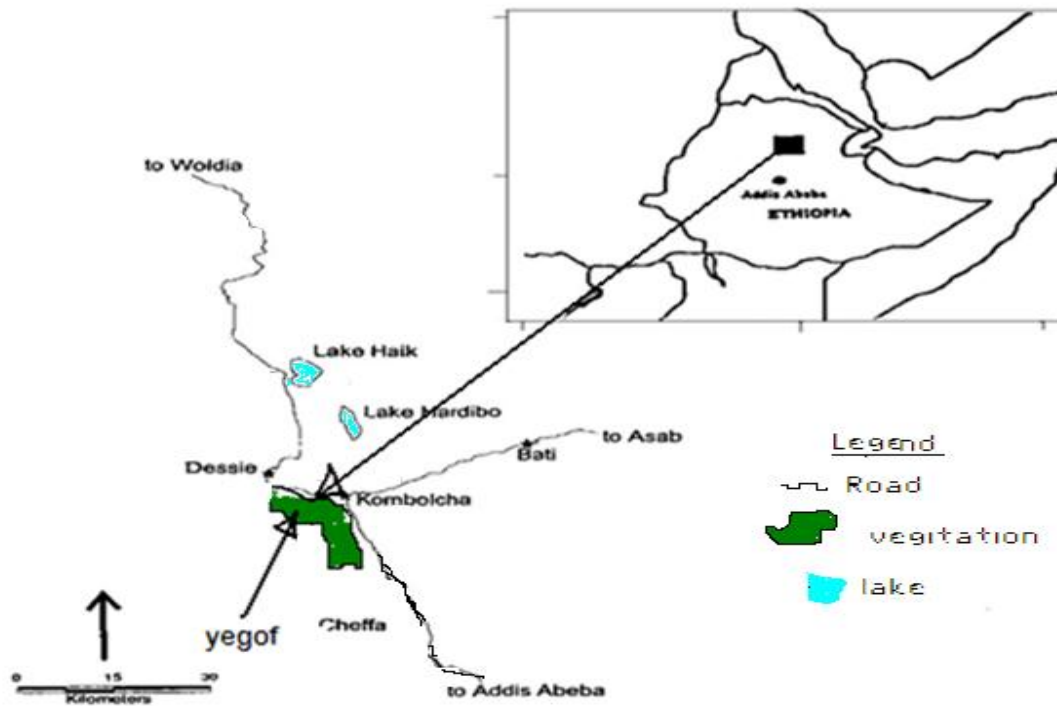 Addis Ababa
ETHIOPIA
to Woldia
Lake Haik
Lake Hardibo
to Asab
Bati
Dessie
Kombolcha
Legend
Road
vegitation
lake
yegof
Cheffa
to Addis Abeba
0 15 30
Kilometers